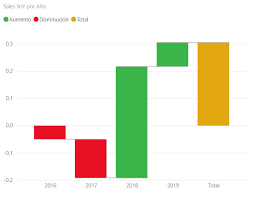 Sales YoY por Año
Aumento Disminución Total
0,3
0,2
0,1
0,0
-0,1
-0,2
2016 2017 2018 2019 Total